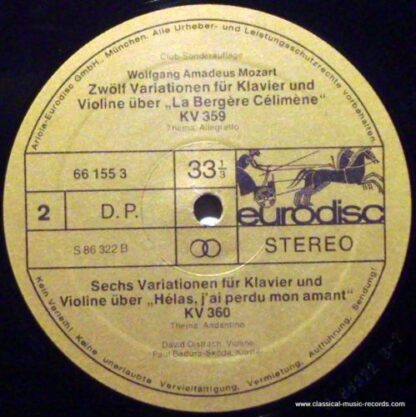 Ariola-Eurodisc GmbH., München. Alle Urheber- und Leistungsschutzrechte vorbehalten
Club-Sonderauflage
Wolfgang Amadeus Mozart
Zwölf Variationen für Klavier und
Violine über „La Bergère Célimène“
KV 359
Thema: Allegretto
66 155 3
33 1/3
2
D. P.
eurodisc
S 86 322 B
STEREO
Sechs Variationen für Klavier und
Violine über „Hélas, j'ai perdu mon amant“
KV 360
Thema: Andantino
David Oistrach, Violine
Paul Badura-Skoda, Klavier
Kein Verleih! Keine unerlaubte Vervielfältigung, Vermietung, Aufführung, Sendung!
www.classical-music-records.com